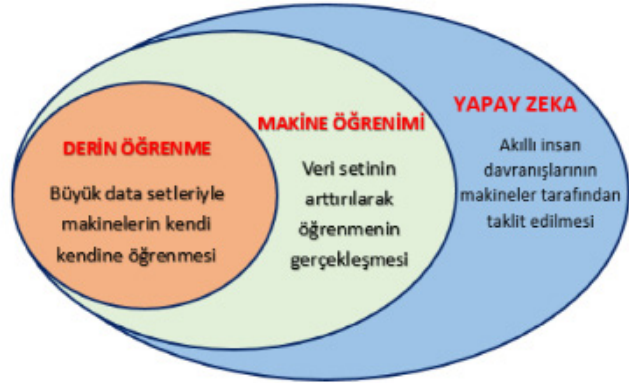 DERİN ÖĞRENME
Büyük data setleriyle
makinelerin kendi
kendine öğrenmesi
MAKİNE ÖĞRENİMİ
Veri setinin
arttırılarak
öğrenmenin
gerçekleşmesi
YAPAY ZEKA
Akıllı insan
davranışlarının
makineler tarafından
taklit edilmesi